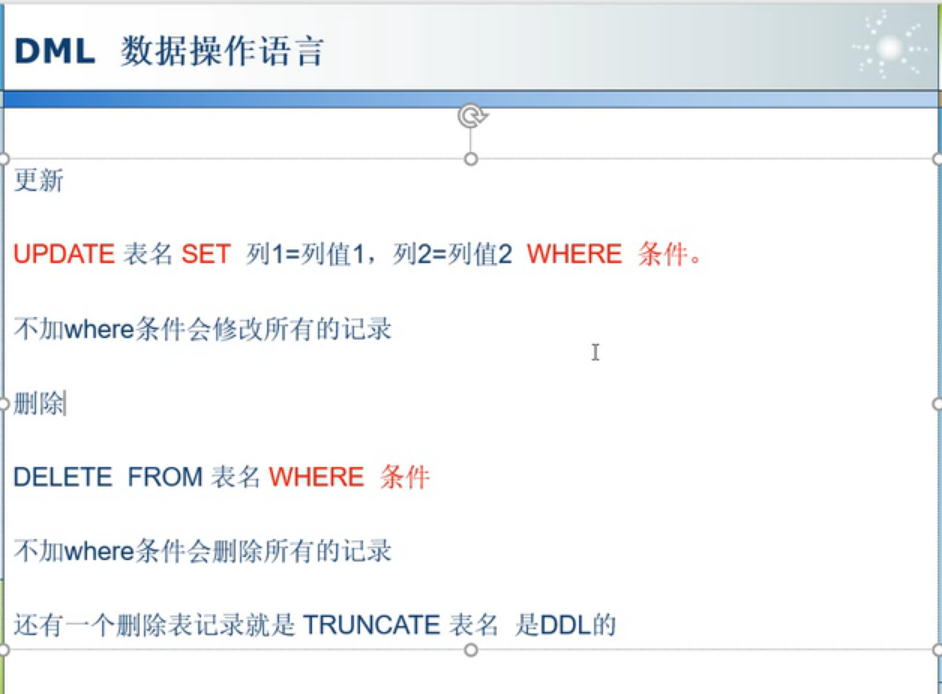 DML 数据操作语言
更新
UPDATE 表名 SET 列1=列值1，列2=列值2 WHERE 条件。
不加where条件会修改所有的记录
删除
DELETE FROM 表名 WHERE 条件
不加where条件会删除所有的记录
还有一个删除表记录就是 TRUNCATE 表名 是DDL的